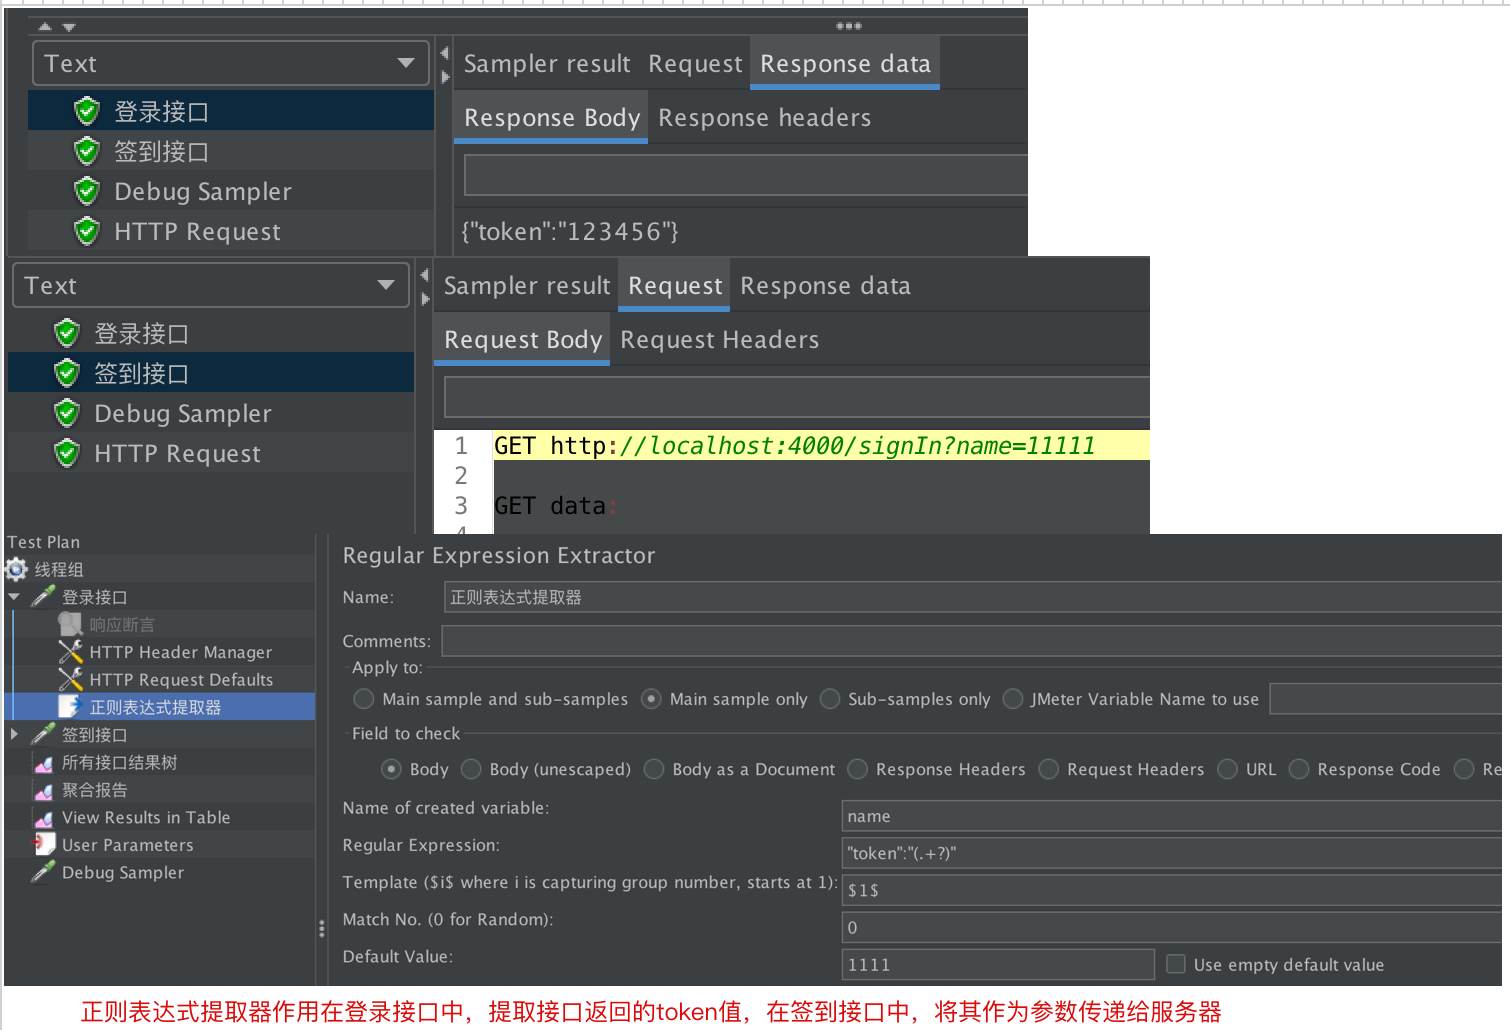 Text
Sampler result Request Response data
登录接口
Response Body Response headers
签到接口
Debug Sampler
HTTP Request
{"token":"123456"}
Text
Sampler result Request Response data
登录接口
Request Body Request Headers
签到接口
Debug Sampler
HTTP Request
1 GET http://localhost:4000/signIn?name=11111
2
3 GET data:
4
Test Plan
线程组
登录接口
响应断言
HTTP Header Manager
HTTP Request Defaults
正则表达式提取器
签到接口
所有接口结果树
聚合报告
View Results in Table
User Parameters
Debug Sampler
Regular Expression Extractor
Name: 正则表达式提取器
Comments:
Apply to:
Main sample and sub-samples Main sample only Sub-samples only JMeter Variable Name to use
Field to check
Body Body (unescaped) Body as a Document Response Headers Request Headers URL Response Code Re
Name of created variable: name
Regular Expression: "token":"(.+?)"
Template ($i$ where i is capturing group number, starts at 1): $1$
Match No. (0 for Random): 0
Default Value: 1111 Use empty default value
正则表达式提取器作用在登录接口中，提取接口返回的token值，在签到接口中，将其作为参数传递给服务器